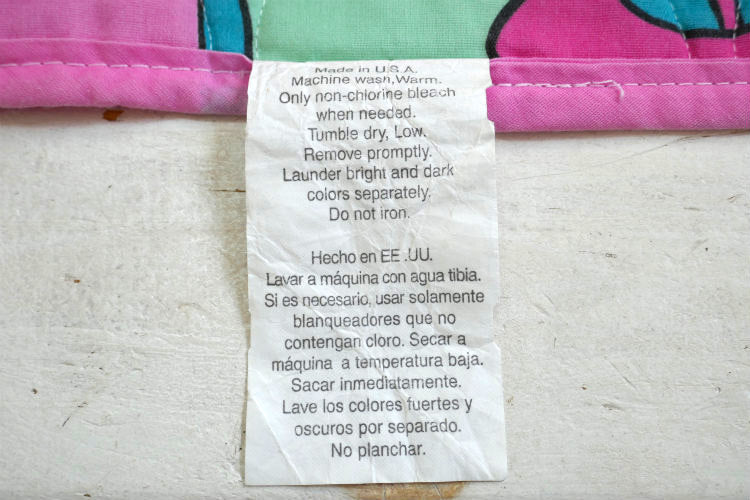 Made in U.S.A.
Machine wash,Warm.
Only non-chlorine bleach
when needed.
Tumble dry, Low.
Remove promptly.
Launder bright and dark
colors separately.
Do not iron.
Hecho en EE .UU.
Lavar a máquina con agua tibia.
Si es necesario, usar solamente
blanqueadores que no
contengan cloro. Secar a
máquina a temperatura baja.
Sacar inmediatamente.
Lave los colores fuertes y
oscuros por separado.
No planchar.